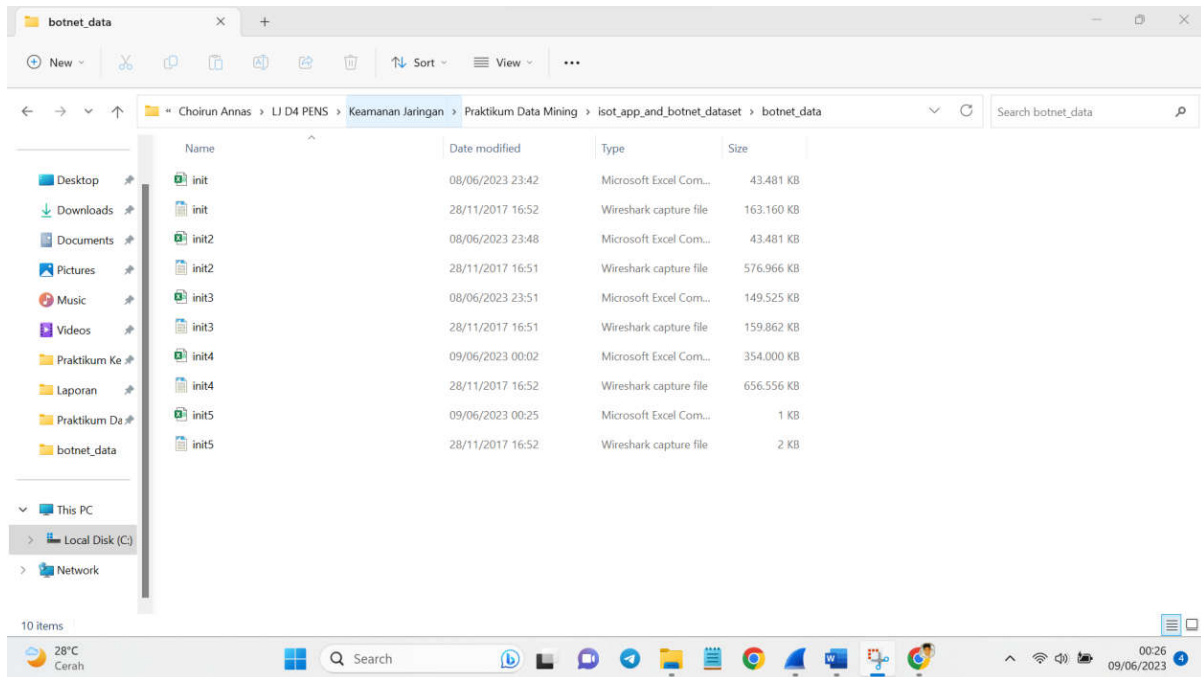 botnet_data
New
Sort
View
Choirun Annas > LJ D4 PENS > Keamanan Jaringan > Praktikum Data Mining > isot_app_and_botnet_dataset > botnet_data
Search botnet_data
Name Date modified Type Size
Desktop
Downloads
Documents
Pictures
Music
Videos
Praktikum Ke
Laporan
Praktikum Da
botnet_data
This PC
Local Disk (C:)
Network
init 08/06/2023 23:42 Microsoft Excel Com... 43.481 KB
init 28/11/2017 16:52 Wireshark capture file 163.160 KB
init2 08/06/2023 23:48 Microsoft Excel Com... 43.481 KB
init2 28/11/2017 16:51 Wireshark capture file 576.966 KB
init3 08/06/2023 23:51 Microsoft Excel Com... 149.525 KB
init3 28/11/2017 16:51 Wireshark capture file 159.862 KB
init4 09/06/2023 00:02 Microsoft Excel Com... 354.000 KB
init4 28/11/2017 16:52 Wireshark capture file 656.556 KB
init5 09/06/2023 00:25 Microsoft Excel Com... 1 KB
init5 28/11/2017 16:52 Wireshark capture file 2 KB
10 items
28°C
Cerah
Search
00:26
09/06/2023
4